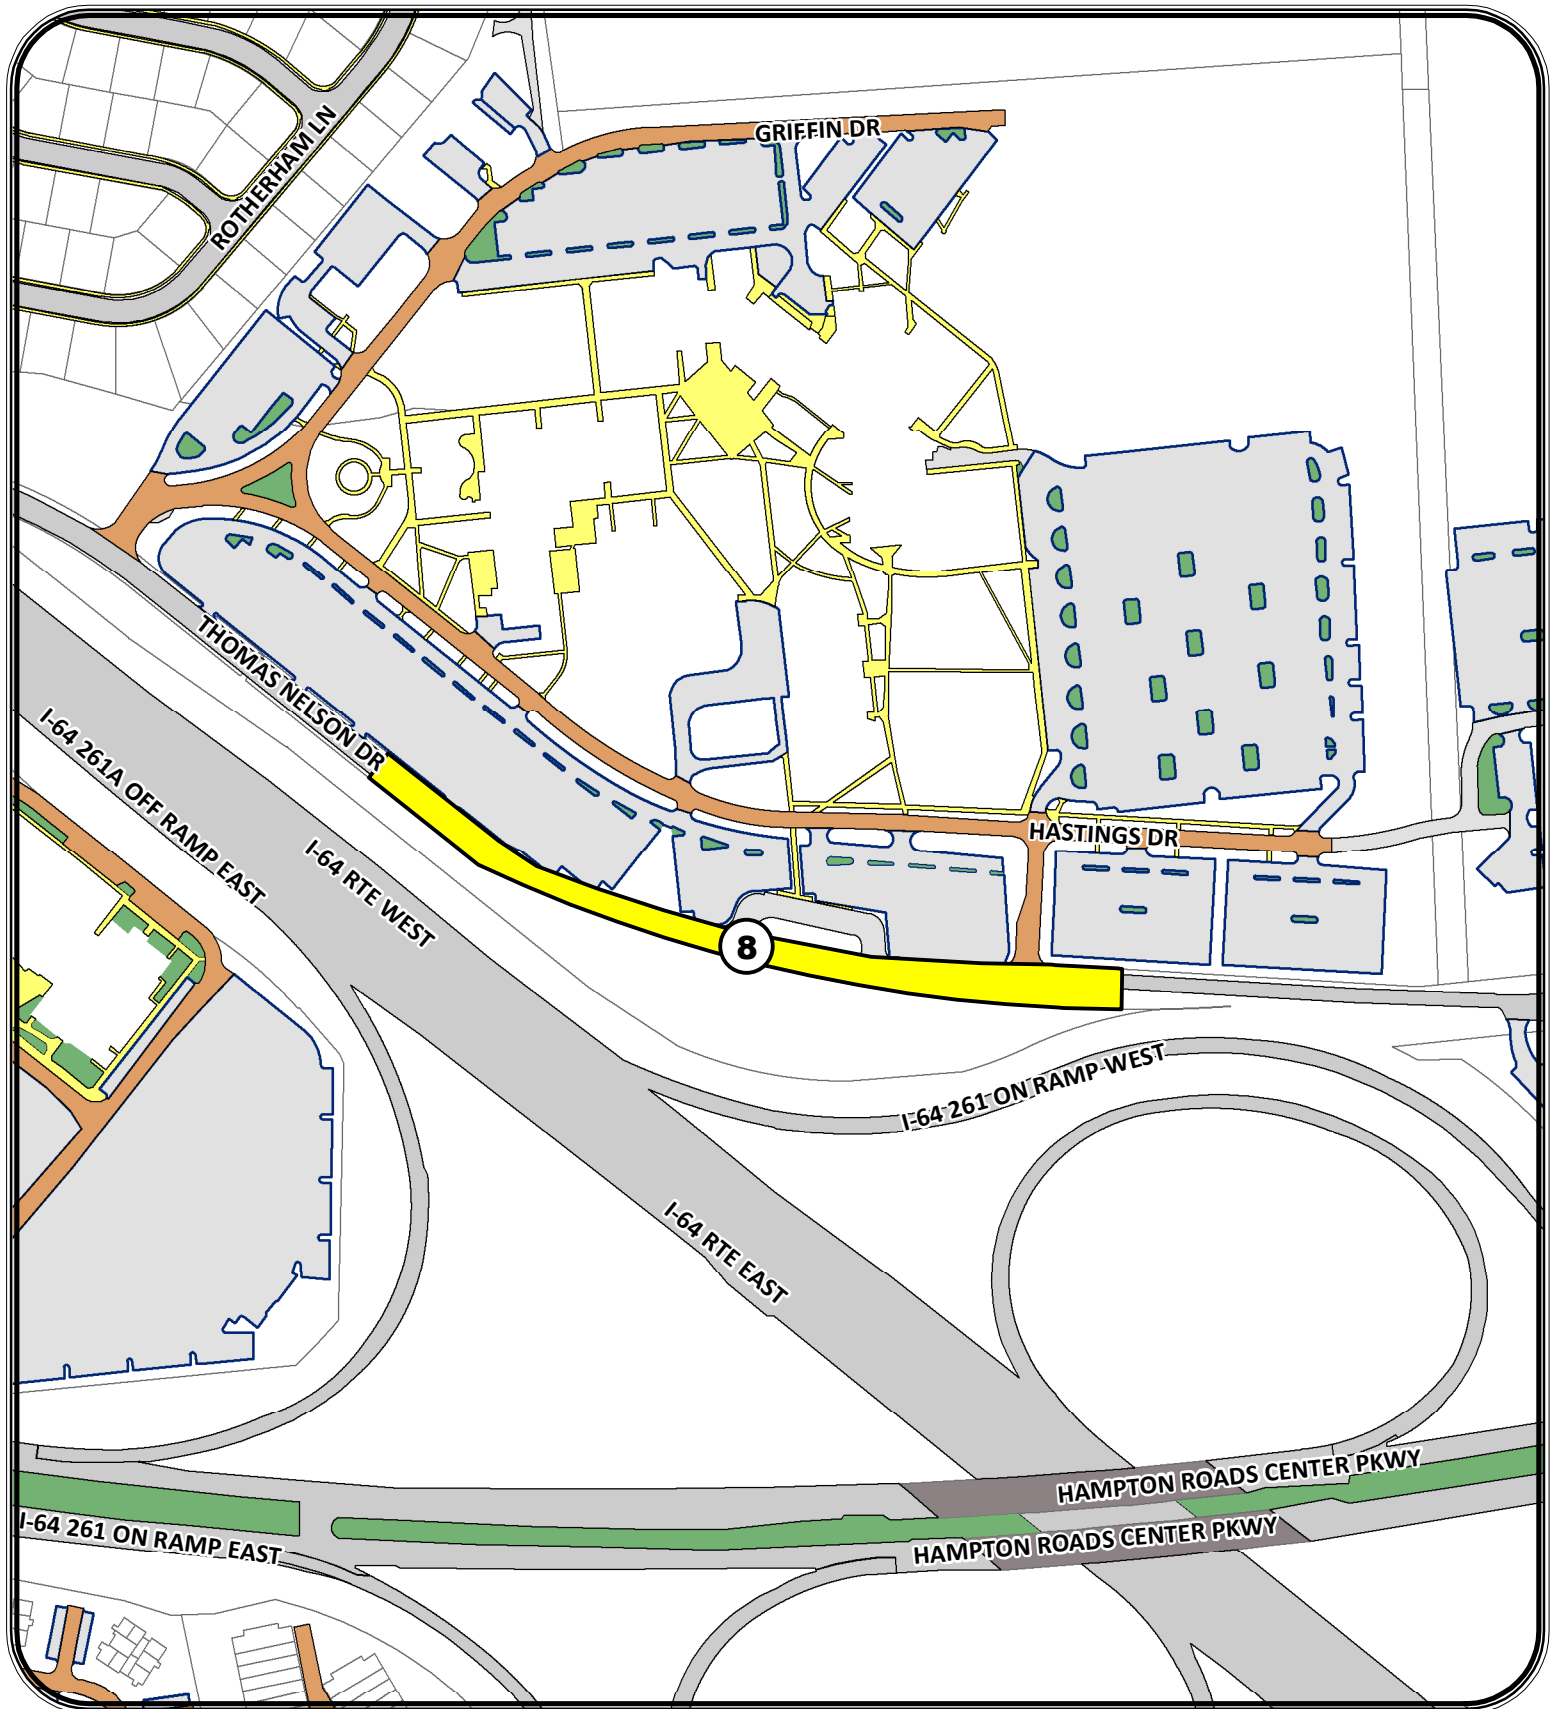 GRIFFIN DR
ROTHERHAM LN
THOMAS NELSON DR
I-64 261A OFF RAMP EAST
I-64 RTE WEST
HASTINGS DR
8
I-64 261 ON RAMP WEST
I-64 RTE EAST
HAMPTON ROADS CENTER PKWY
HAMPTON ROADS CENTER PKWY
I-64 261 ON RAMP EAST